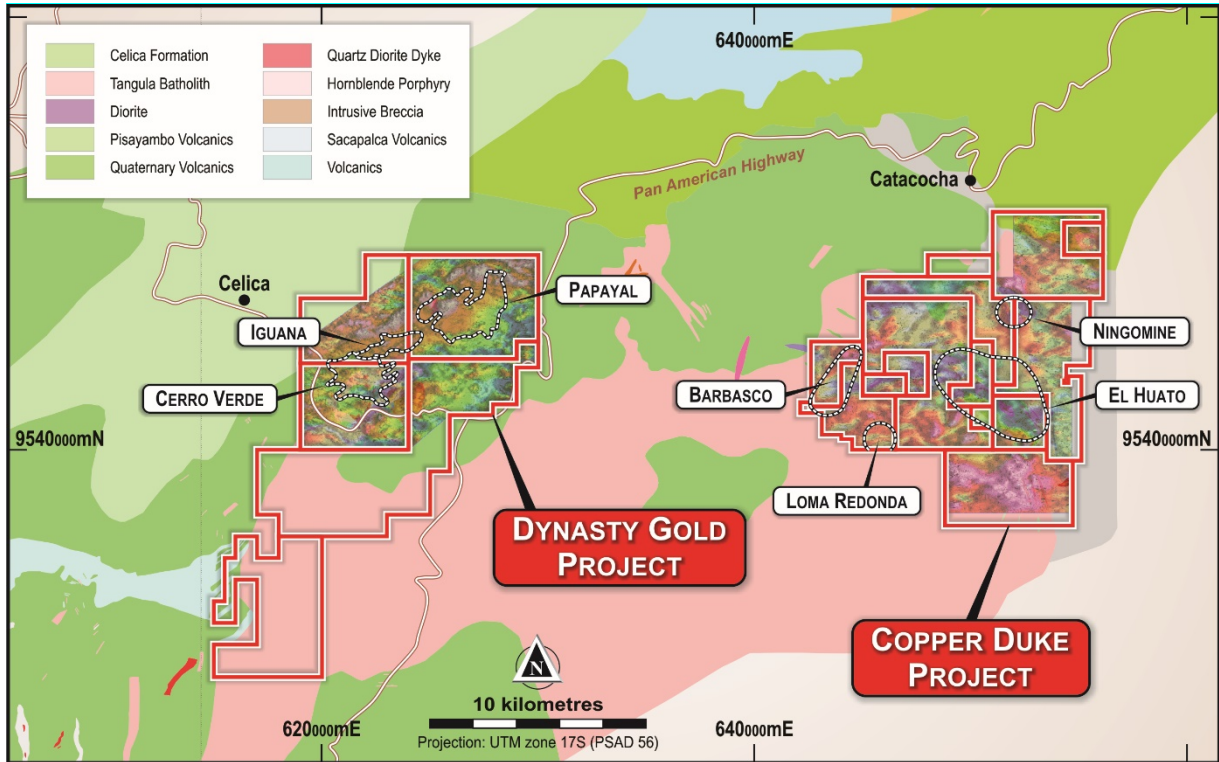 640000mE
Celica Formation
Tangula Batholith
Diorite
Pisayambo Volcanics
Quaternary Volcanics
Quartz Diorite Dyke
Hornblende Porphyry
Intrusive Breccia
Sacapalca Volcanics
Volcanics
Pan American Highway
Catacocha
Celica
PAPAYAL
IGUANA
NINGOMINE
CERRO VERDE
BARBASCO
EL HUATO
9540000mN
9540000mN
LOMA REDONDA
DYNASTY GOLD
PROJECT
COPPER DUKE
PROJECT
N
10 kilometres
620000mE
640000mE
Projection: UTM zone 17S (PSAD 56)